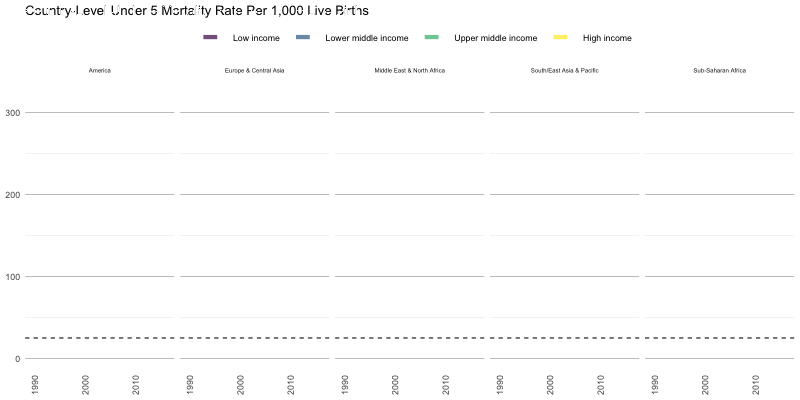 Country-Level Under 5 Mortality Rate Per 1,000 Live Births
Low income Lower middle income Upper middle income High income
America Europe & Central Asia Middle East & North Africa South/East Asia & Pacific Sub-Saharan Africa
300
200
100
0
1990 2000 2010 1990 2000 2010 1990 2000 2010 1990 2000 2010 1990 2000 2010